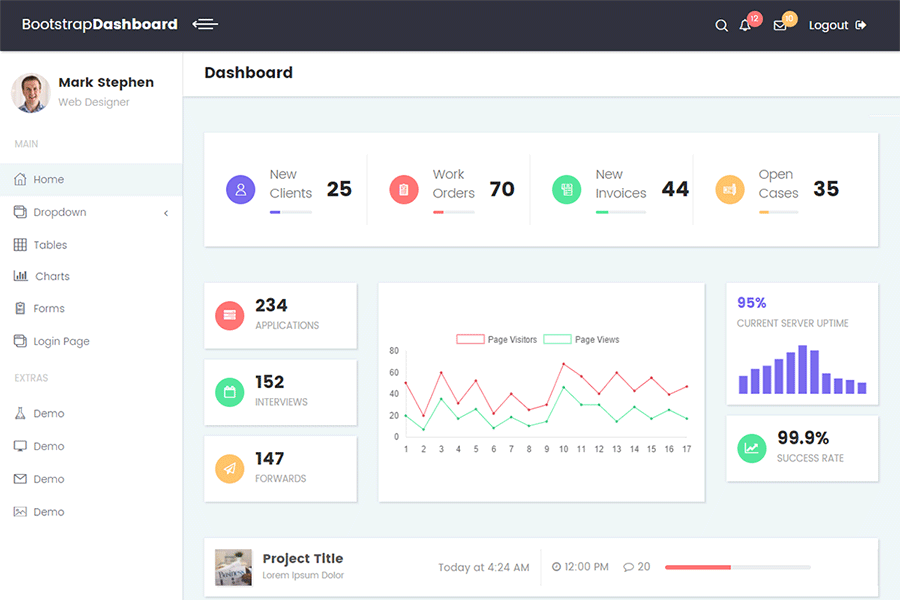 BootstrapDashboard
12
10
Logout
Mark Stephen
Web Designer
MAIN
Home
Dropdown
Tables
Charts
Forms
Login Page
EXTRAS
Demo
Demo
Demo
Demo
Dashboard
New
Clients
25
Work
Orders
70
New
Invoices
44
Open
Cases
35
234
APPLICATIONS
152
INTERVIEWS
147
FORWARDS
Page Visitors
Page Views
80
60
40
20
0
1 2 3 4 5 6 7 8 9 10 11 12 13 14 15 16 17
95%
CURRENT SERVER UPTIME
99.9%
SUCCESS RATE
Business
Project Title
Lorem Ipsum Dolor
Today at 4:24 AM
12:00 PM
20